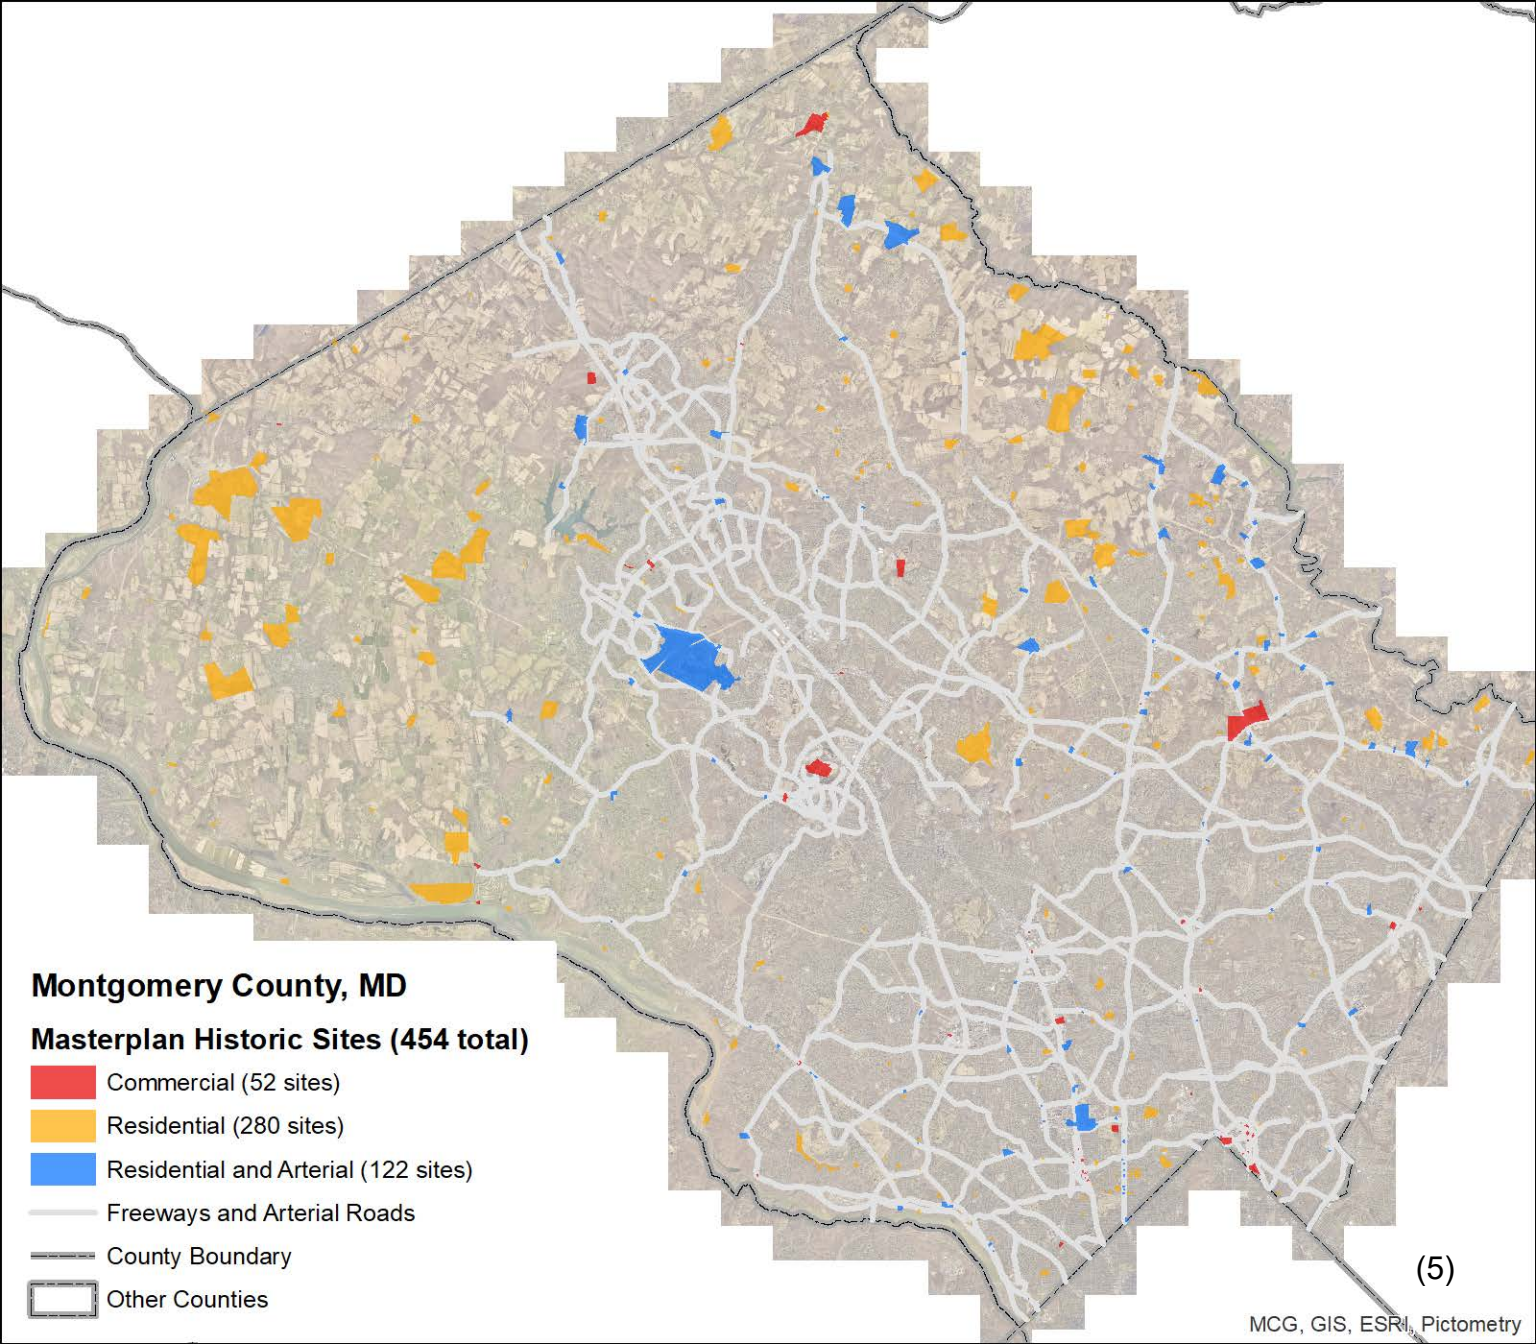 Montgomery County, MD
Masterplan Historic Sites (454 total)
Commercial (52 sites)
Residential (280 sites)
Residential and Arterial (122 sites)
Freeways and Arterial Roads
County Boundary
Other Counties
(5)
MCG, GIS, ESRI, Pictometry